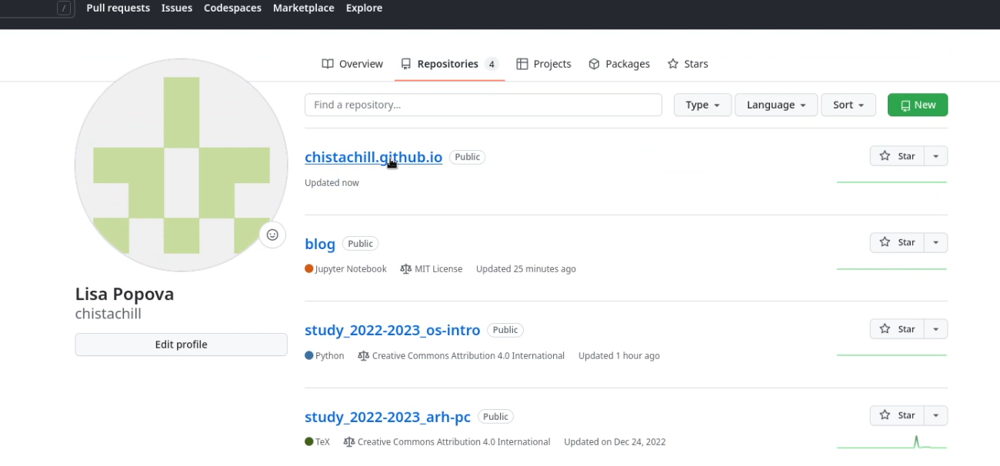 / Pull requests Issues Codespaces Marketplace Explore
Overview Repositories 4 Projects Packages Stars
Find a repository... Type Language Sort New
chistachill.github.io Public Star
Updated now
blog Public Star
Jupyter Notebook MIT License Updated 25 minutes ago
study_2022-2023_os-intro Public Star
Python Creative Commons Attribution 4.0 International Updated 1 hour ago
study_2022-2023_arh-pc Public Star
TeX Creative Commons Attribution 4.0 International Updated on Dec 24, 2022
Lisa Popova
chistachill
Edit profile